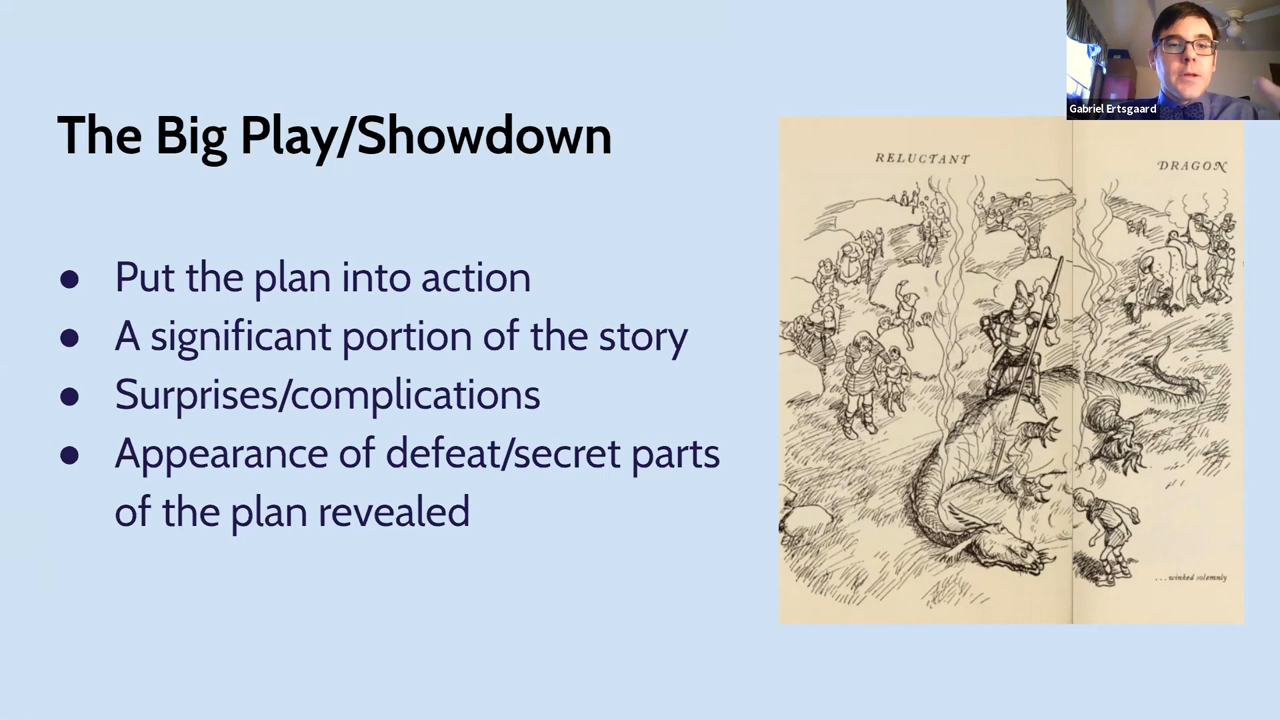 The Big Play/Showdown
● Put the plan into action
● A significant portion of the story
● Surprises/complications
● Appearance of defeat/secret parts
of the plan revealed
Gabriel Ertsgaard
RELUCTANT
DRAGON
...winked solemnly